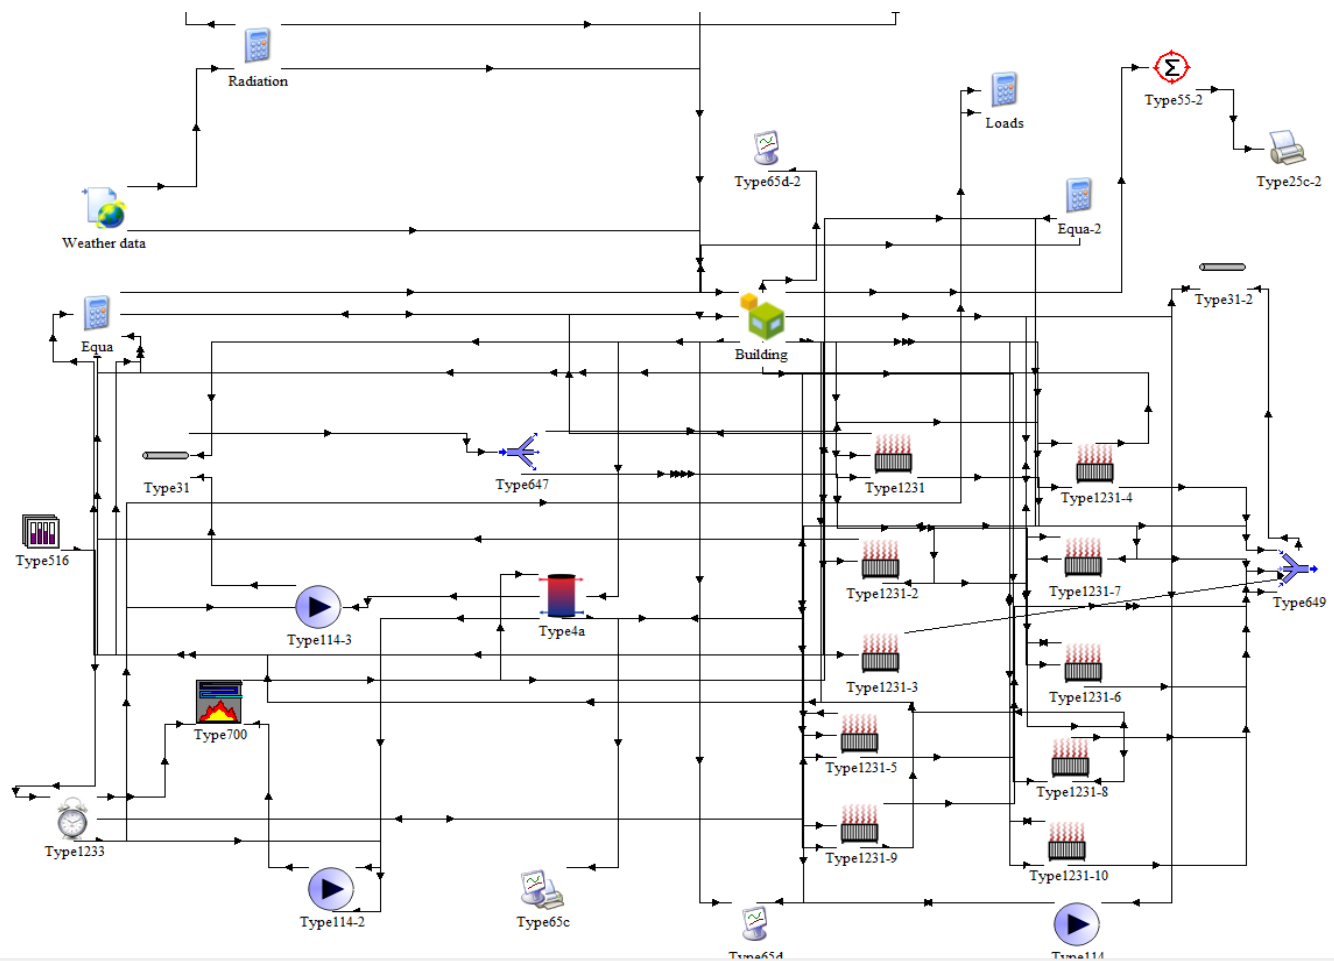 Radiation
Type55-2
Loads
Type65d-2
Type25c-2
Weather data
Equa-2
Type31-2
Equa
Building
Type31
Type647
Type1231
Type1231-4
Type516
Type1231-2
Type1231-7
Type649
Type114-3
Type4a
Type1231-3
Type1231-6
Type700
Type1231-5
Type1231-8
Type1233
Type1231-9
Type1231-10
Type114-2
Type65c
Type65d
Type114
Σ